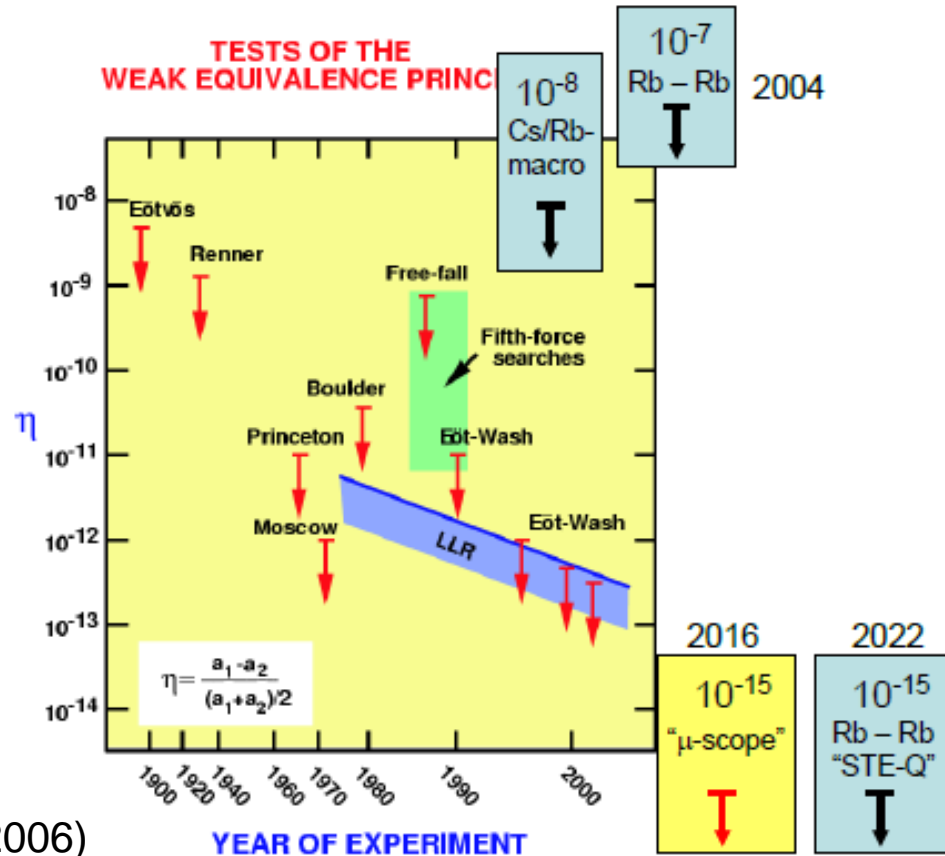 TESTS OF THE
WEAK EQUIVALENCE PRINC
10-8
Cs/Rb-
macro
10-7
Rb – Rb
2004
10-8
10-9
10-10
10-11
10-12
10-13
10-14
η
Eötvös
Renner
Free-fall
Fifth-force
searches
Boulder
Princeton
Eöt-Wash
Moscow
LLR
Eöt-Wash
η= a1 -a2
(a1+a2)/2
2016
10-15
“μ-scope”
2022
10-15
Rb – Rb
“STE-Q”
1900
1920
1940
1960
1970
1980
1990
2000
2006)
YEAR OF EXPERIMENT